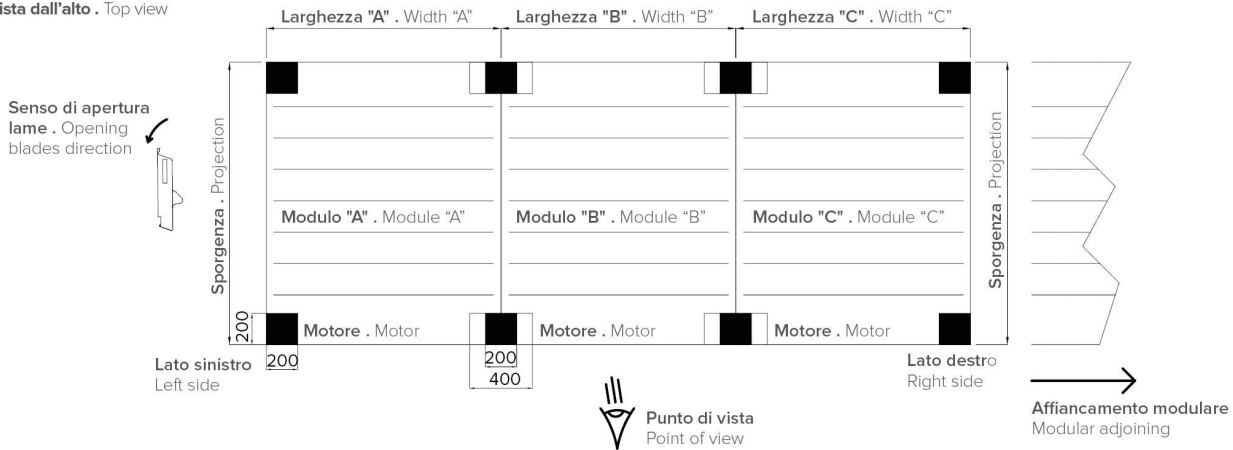 ista dall'alto . Top view
Larghezza "A" . Width “A”
Larghezza "B" . Width “B”
Larghezza "C" . Width “C”
Senso di apertura
lame . Opening
blades direction
Sporgenza . Projection
Modulo "A" . Module “A”
Modulo "B" . Module “B”
Modulo "C" . Module “C”
Sporgenza . Projection
200
Motore . Motor
Motore . Motor
Motore . Motor
Lato sinistro
Left side
200
200
400
Lato destro
Right side
Punto di vista
Point of view
Affiancamento modulare
Modular adjoining